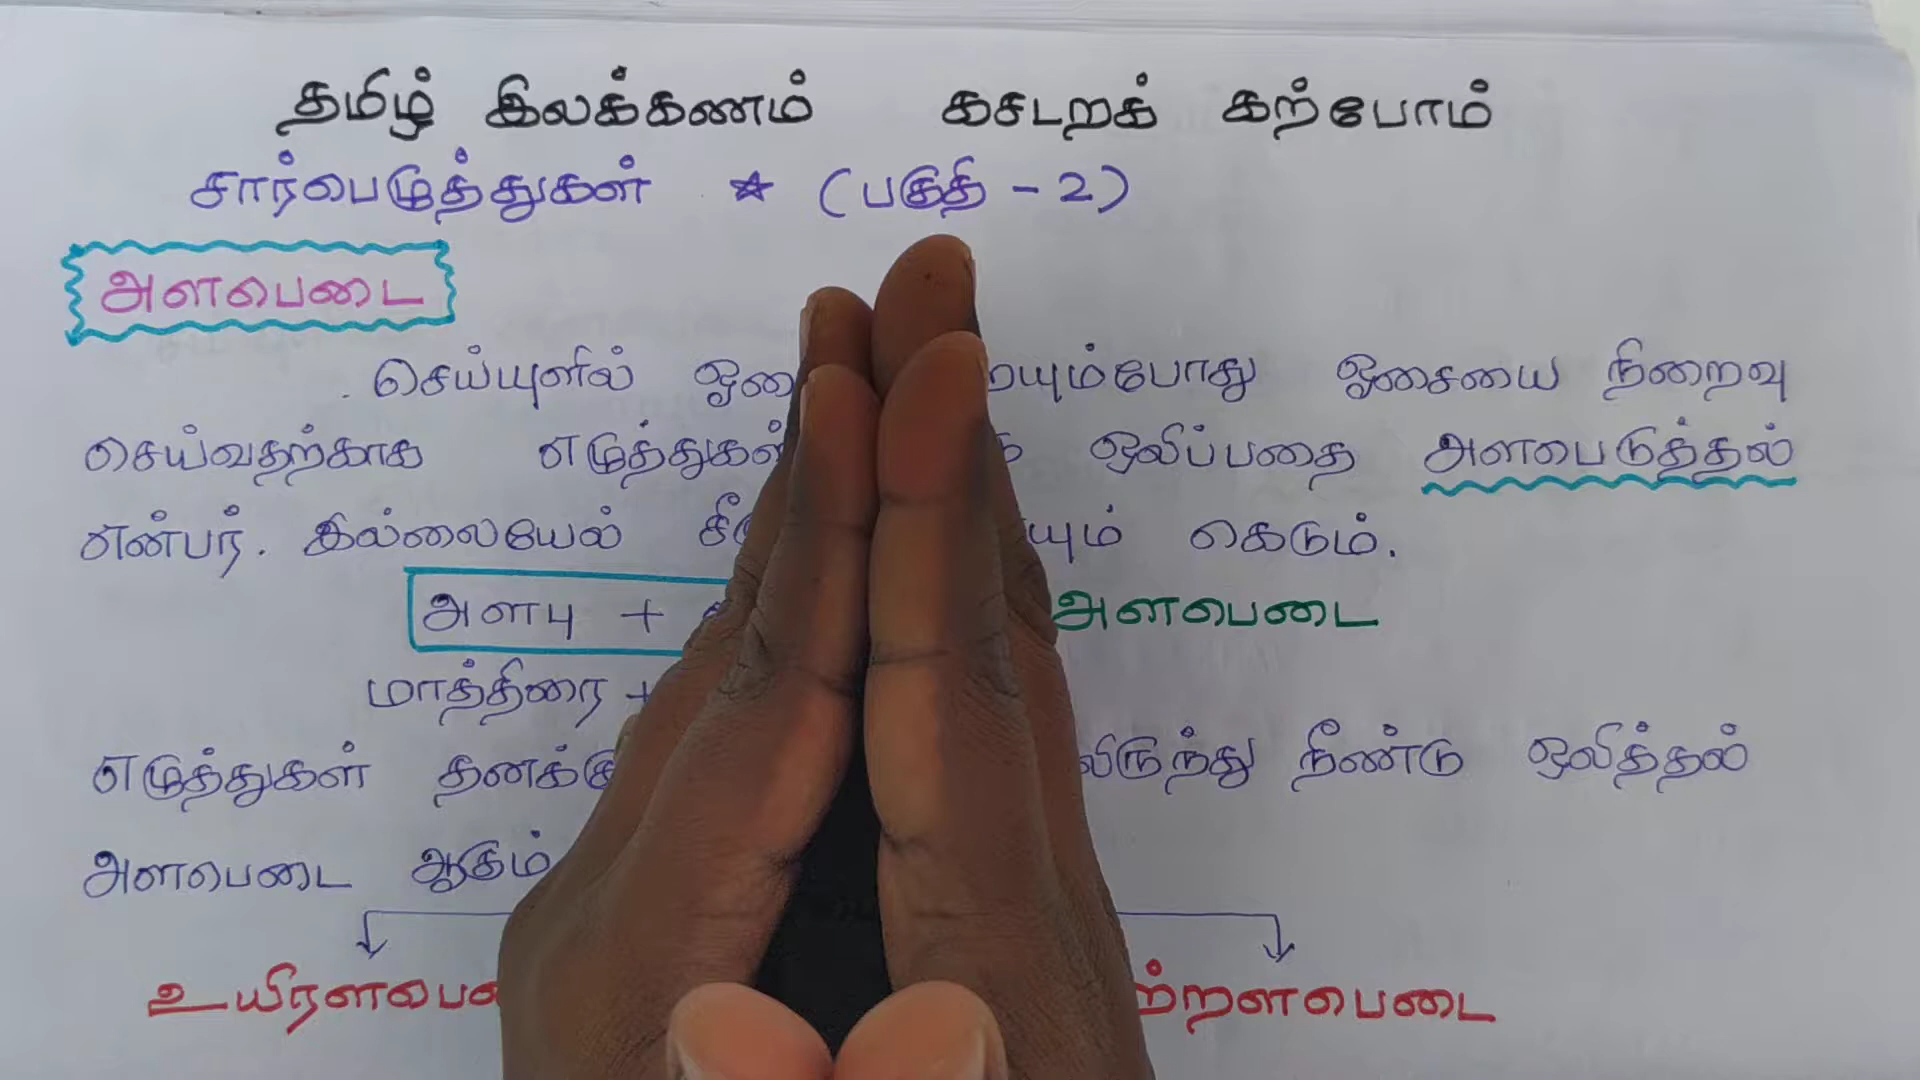 தமிழ் இலக்கணம் கசடறக் கற்போம்
சார்பெழுத்துகள் ★ (பகுதி - 2)
அளபெடை
செய்யுளில் ஓசை யும்போது ஓசையை நிறைவு
செய்வதற்காக எழுத்துகள் ஒலிப்பதை அளபெடுத்தல்
என்பர். இல்லையேல் யும் கெடும்.
அளபு + அளபெடை
மாத்திரை +
எழுத்துகள் லிருந்து நீண்டு ஒலித்தல்
அளபெடை ஆகும்
உயிரளபெ ற்றளபெடை